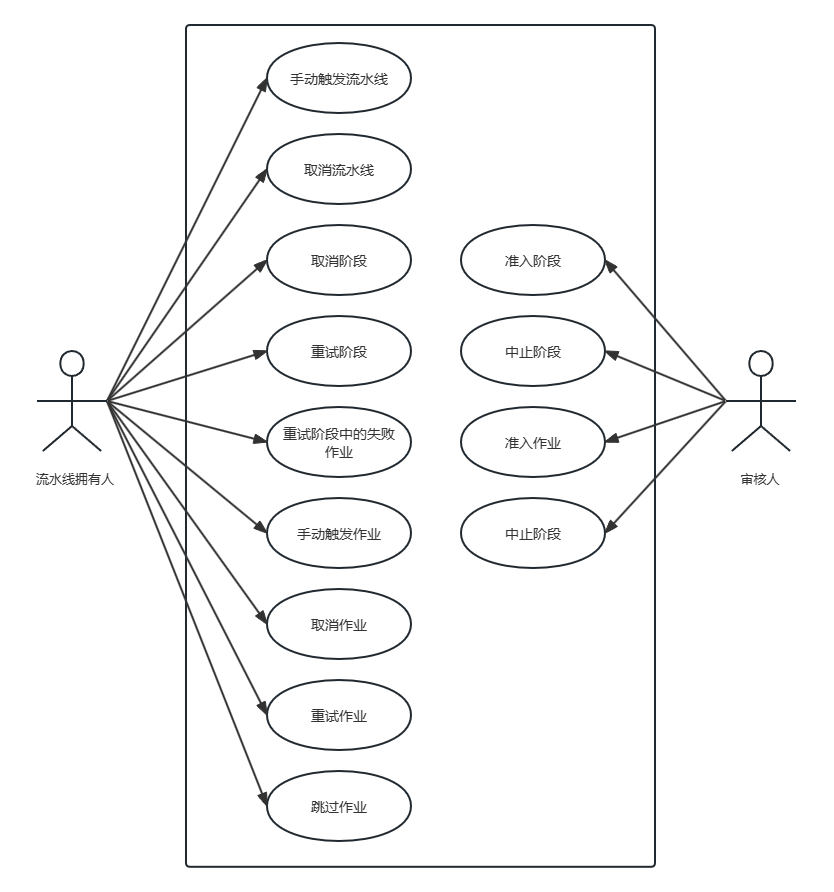 手动触发流水线
取消流水线
取消阶段
重试阶段
重试阶段中的失败
作业
手动触发作业
取消作业
重试作业
跳过作业
准入阶段
中止阶段
准入作业
中止阶段
流水线拥有人
审核人